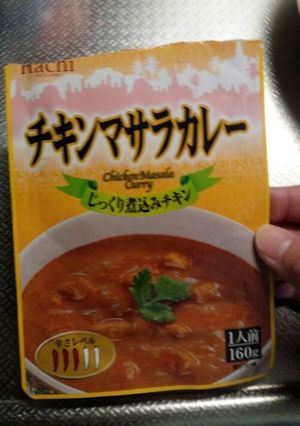 Hachi
チキンマサラカレー
Chicken Masala
Curry
じっくり煮込みチキン
辛さレベル
1人前
160g